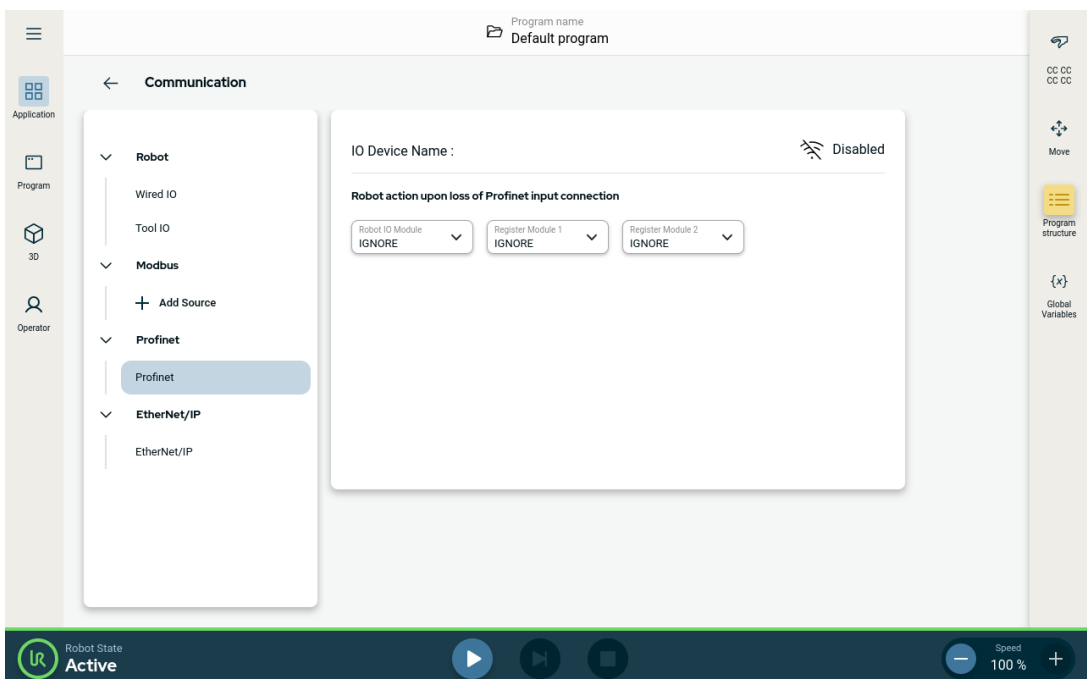 Program name
Default program
Communication
Application
Program
3D
Operator
Robot
Wired IO
Tool IO
Modbus
Add Source
Profinet
Profinet
EtherNet/IP
EtherNet/IP
IO Device Name :
Disabled
Robot action upon loss of Profinet input connection
Robot IO Module
IGNORE
Register Module 1
IGNORE
Register Module 2
IGNORE
CC CC
CC CC
Move
Program
structure
{x}
Global
Variables
UR
Robot State
Active
Speed
100 %